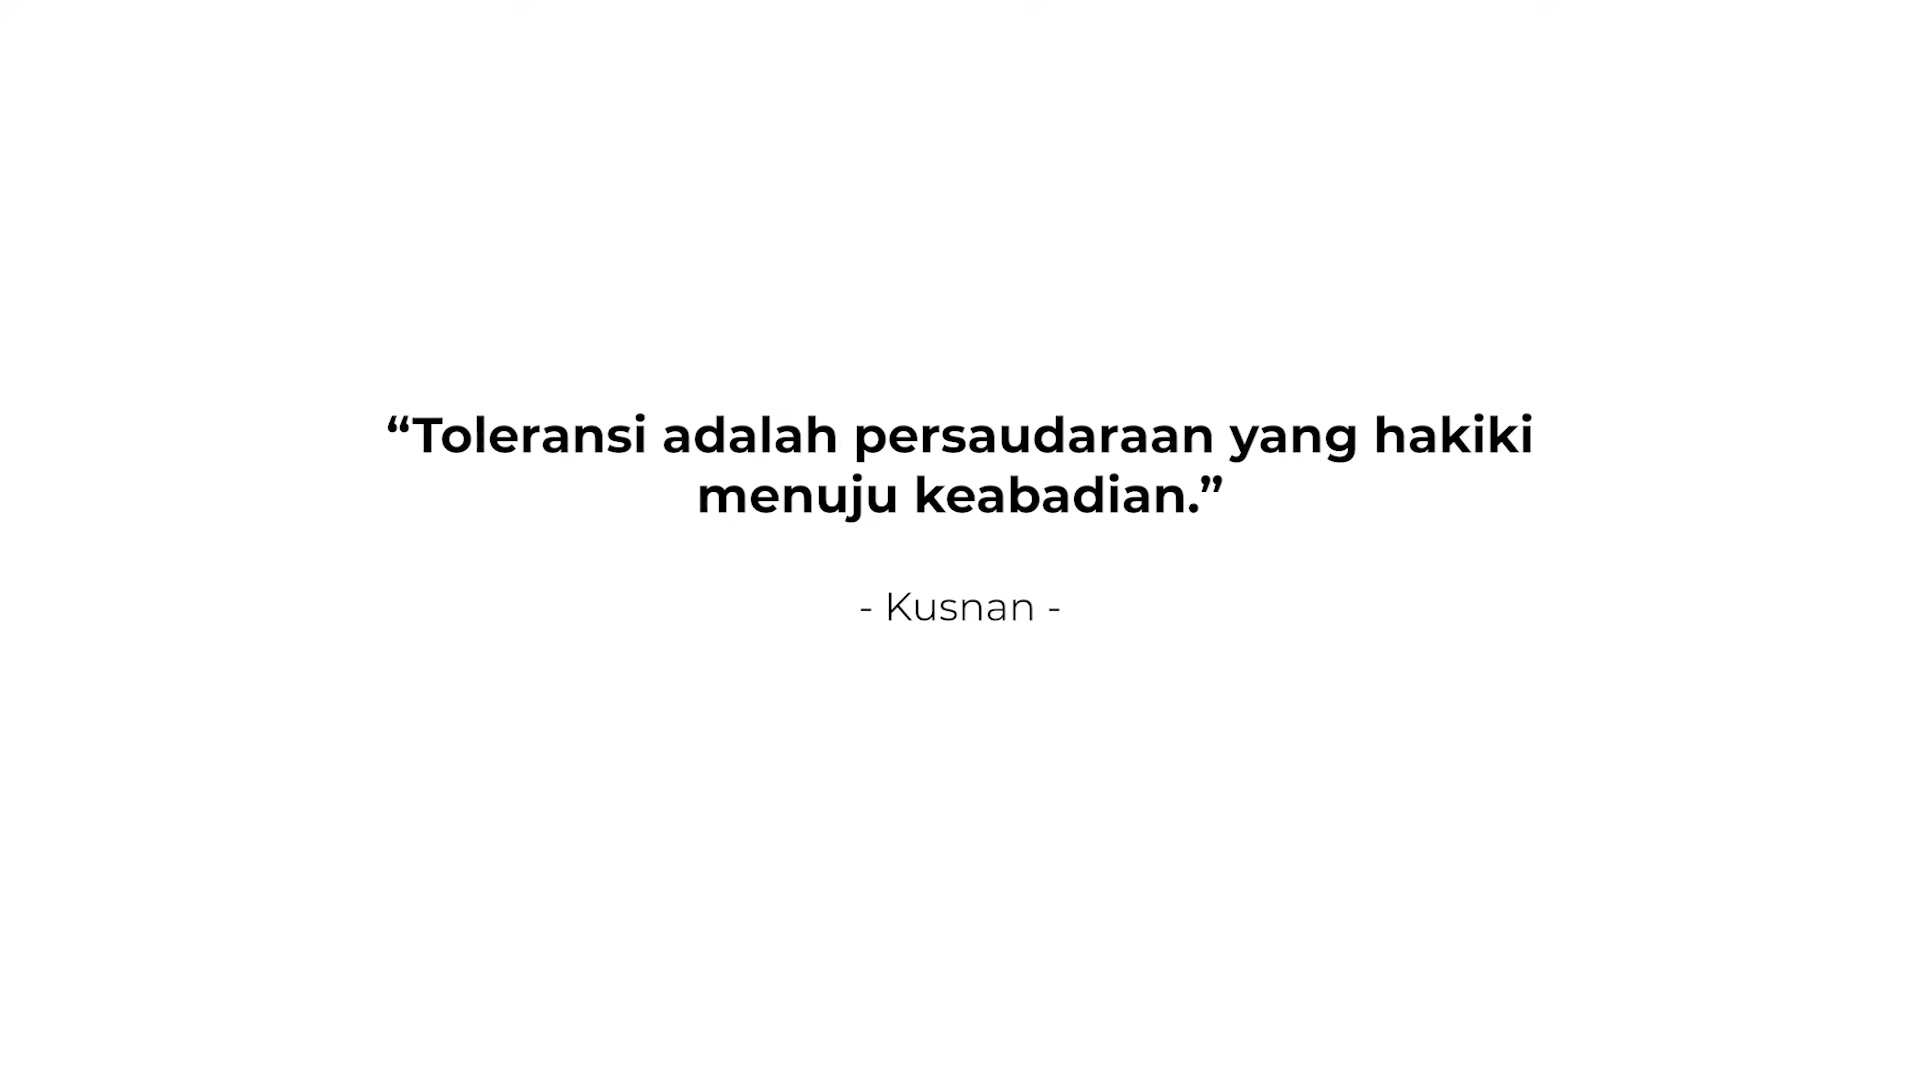 “Toleransi adalah persaudaraan yang hakiki
menuju keabadian.”
- Kusnan -